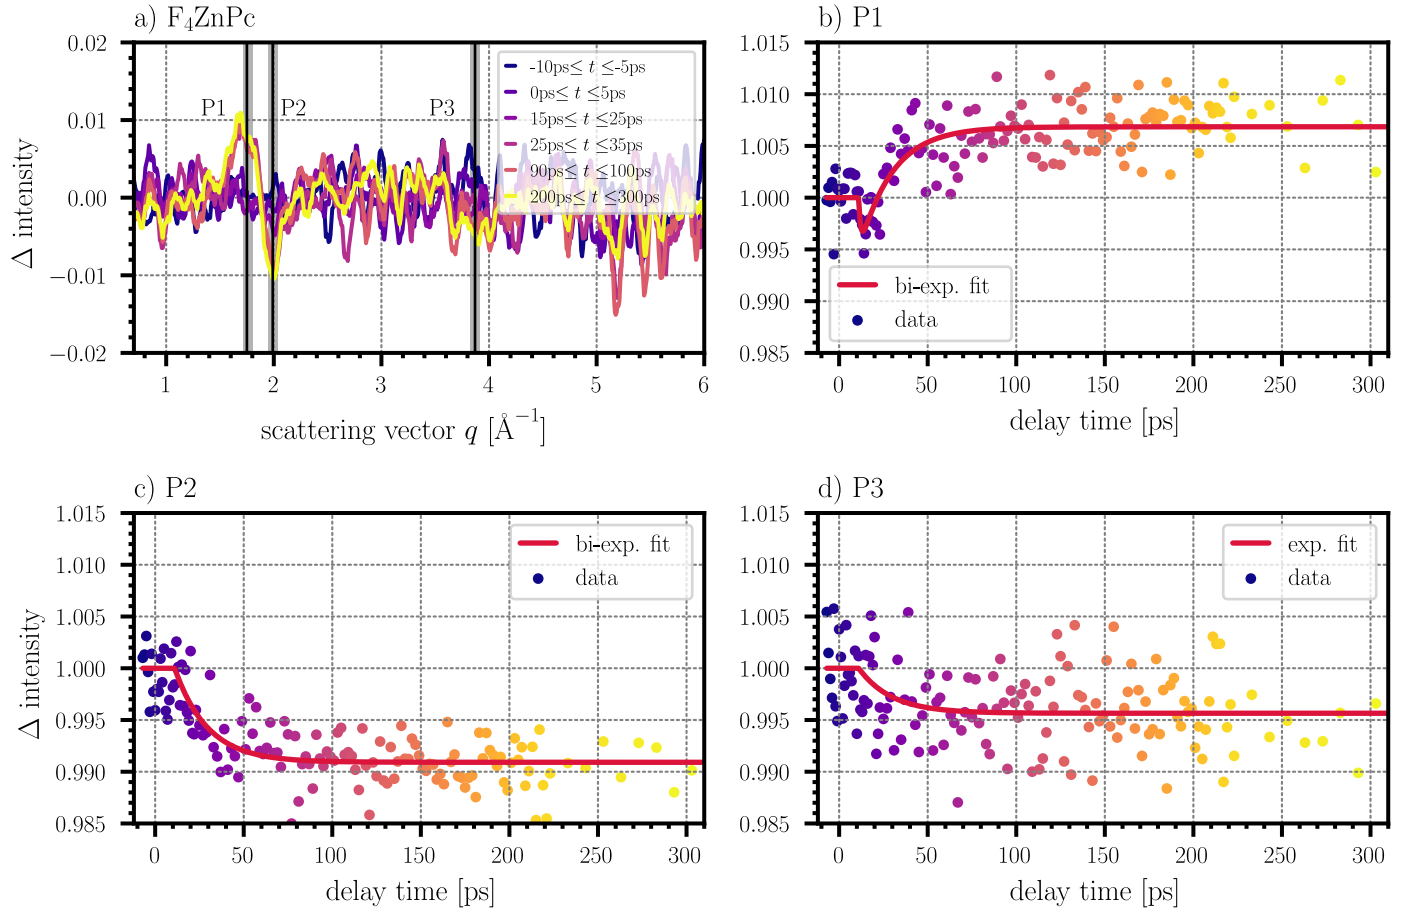 a) F₄ZnPc
0.02
0.01
0.00
−0.01
−0.02
Δ intensity
P1
P2
P3
-10ps≤ t ≤-5ps
0ps≤ t ≤5ps
15ps≤ t ≤25ps
25ps≤ t ≤35ps
90ps≤ t ≤100ps
200ps≤ t ≤300ps
1 2 3 4 5 6
scattering vector q [Å⁻¹]
b) P1
1.015
1.010
1.005
1.000
0.995
0.990
0.985
bi-exp. fit
data
0 50 100 150 200 250 300
delay time [ps]
c) P2
1.015
1.010
1.005
1.000
0.995
0.990
0.985
Δ intensity
bi-exp. fit
data
0 50 100 150 200 250 300
delay time [ps]
d) P3
1.015
1.010
1.005
1.000
0.995
0.990
0.985
exp. fit
data
0 50 100 150 200 250 300
delay time [ps]